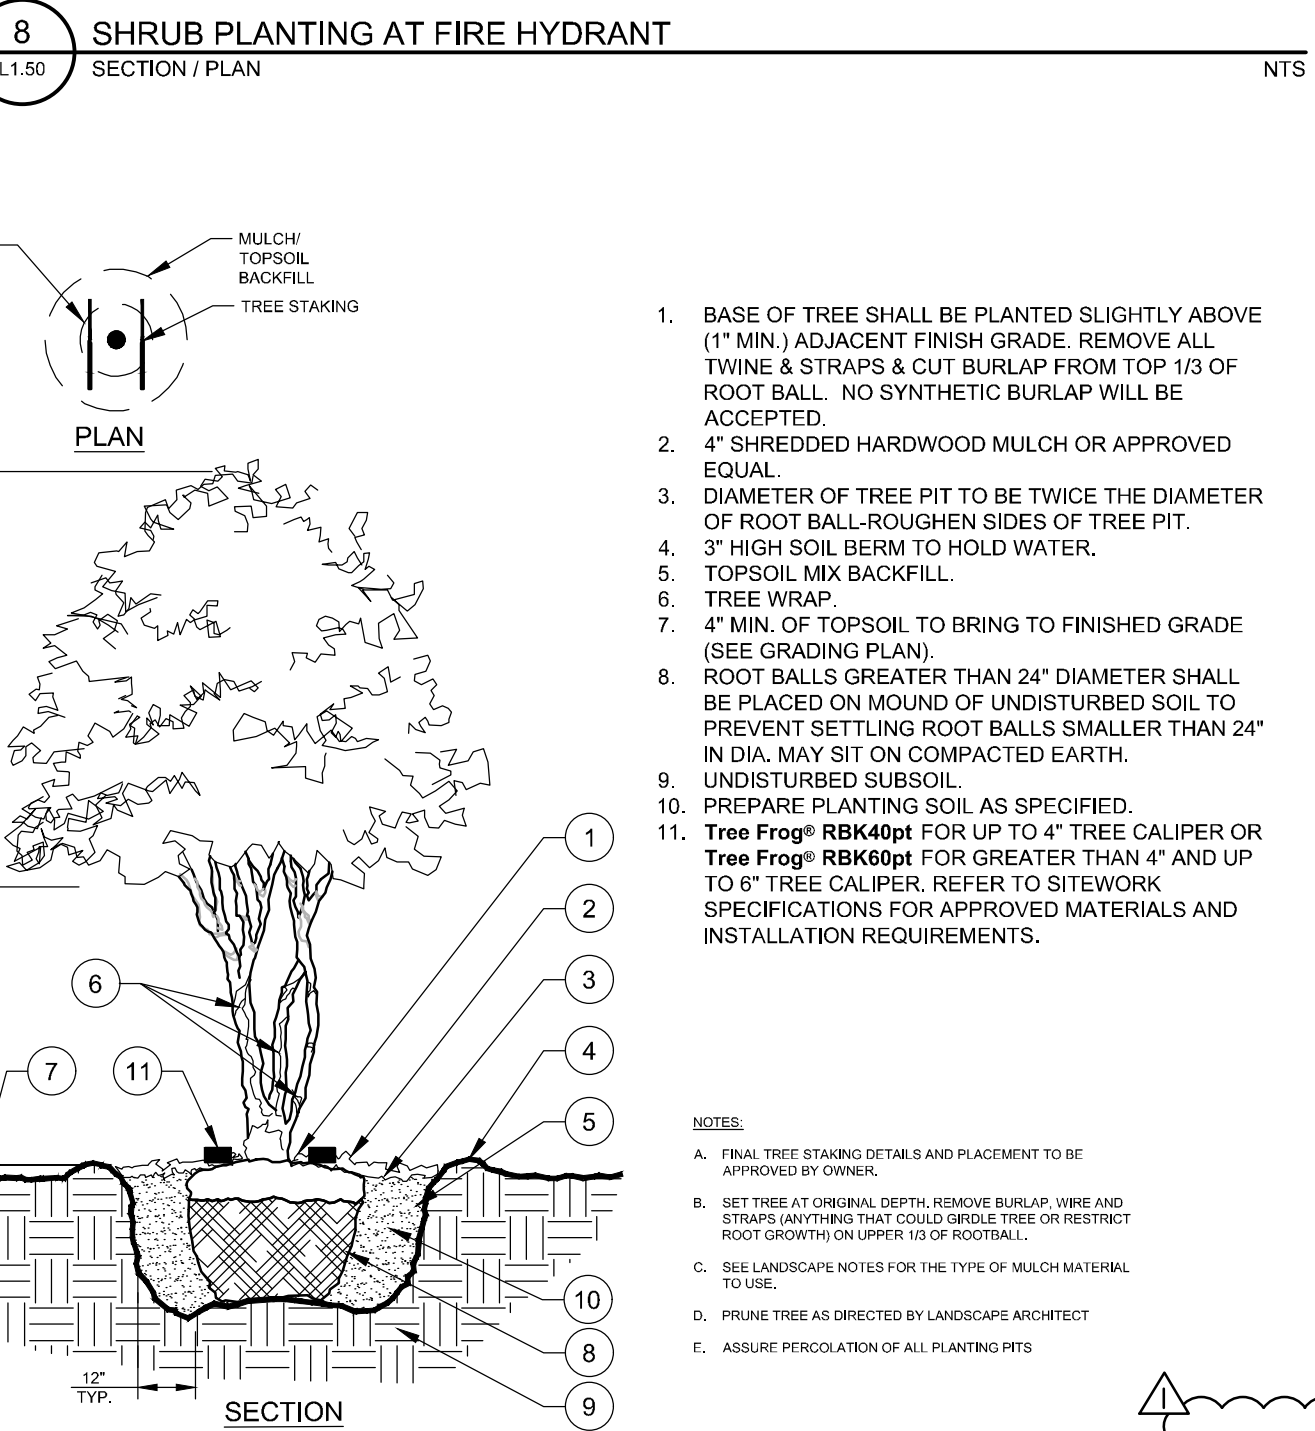 8
L1.50
SHRUB PLANTING AT FIRE HYDRANT
SECTION / PLAN
NTS
MULCH/
TOPSOIL
BACKFILL
TREE STAKING
PLAN
1. BASE OF TREE SHALL BE PLANTED SLIGHTLY ABOVE
(1" MIN.) ADJACENT FINISH GRADE. REMOVE ALL
TWINE & STRAPS & CUT BURLAP FROM TOP 1/3 OF
ROOT BALL. NO SYNTHETIC BURLAP WILL BE
ACCEPTED.
2. 4" SHREDDED HARDWOOD MULCH OR APPROVED
EQUAL.
3. DIAMETER OF TREE PIT TO BE TWICE THE DIAMETER
OF ROOT BALL-ROUGHEN SIDES OF TREE PIT.
4. 3" HIGH SOIL BERM TO HOLD WATER.
5. TOPSOIL MIX BACKFILL.
6. TREE WRAP.
7. 4" MIN. OF TOPSOIL TO BRING TO FINISHED GRADE
(SEE GRADING PLAN).
8. ROOT BALLS GREATER THAN 24" DIAMETER SHALL
BE PLACED ON MOUND OF UNDISTURBED SOIL TO
PREVENT SETTLING ROOT BALLS SMALLER THAN 24"
IN DIA. MAY SIT ON COMPACTED EARTH.
9. UNDISTURBED SUBSOIL.
10. PREPARE PLANTING SOIL AS SPECIFIED.
11. Tree Frog® RBK40pt FOR UP TO 4" TREE CALIPER OR
Tree Frog® RBK60pt FOR GREATER THAN 4" AND UP
TO 6" TREE CALIPER. REFER TO SITEWORK
SPECIFICATIONS FOR APPROVED MATERIALS AND
INSTALLATION REQUIREMENTS.
1
2
3
4
5
6
7
11
10
8
9
12"
TYP.
SECTION
NOTES:
A. FINAL TREE STAKING DETAILS AND PLACEMENT TO BE
APPROVED BY OWNER.
B. SET TREE AT ORIGINAL DEPTH. REMOVE BURLAP, WIRE AND
STRAPS (ANYTHING THAT COULD GIRDLE TREE OR RESTRICT
ROOT GROWTH) ON UPPER 1/3 OF ROOTBALL.
C. SEE LANDSCAPE NOTES FOR THE TYPE OF MULCH MATERIAL
TO USE.
D. PRUNE TREE AS DIRECTED BY LANDSCAPE ARCHITECT
E. ASSURE PERCOLATION OF ALL PLANTING PITS
1